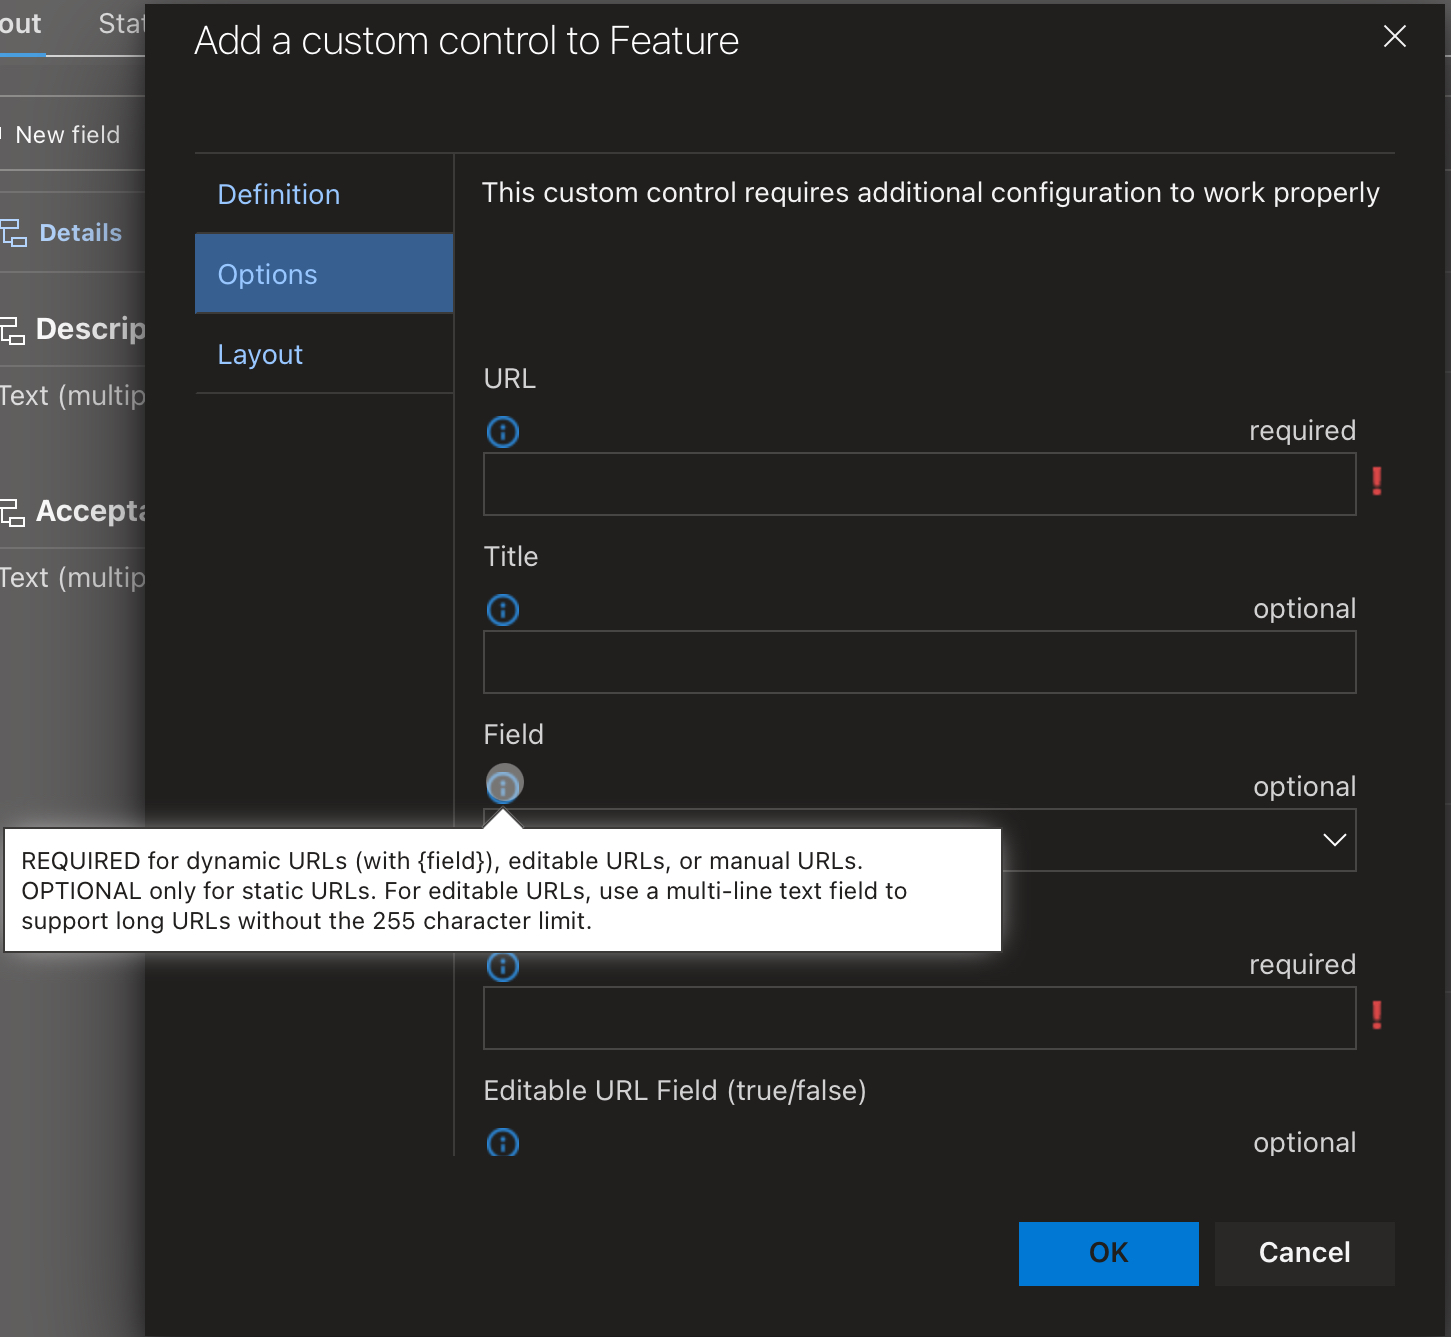 out
Stat
Add a custom control to Feature
New field
Definition
This custom control requires additional configuration to work properly
Details
Options
Descrip
Layout
URL
Text (multip
required
Accepta
Title
Text (multip
optional
Field
optional
REQUIRED for dynamic URLs (with {field}), editable URLs, or manual URLs.
OPTIONAL only for static URLs. For editable URLs, use a multi-line text field to
support long URLs without the 255 character limit.
required
Editable URL Field (true/false)
optional
OK
Cancel